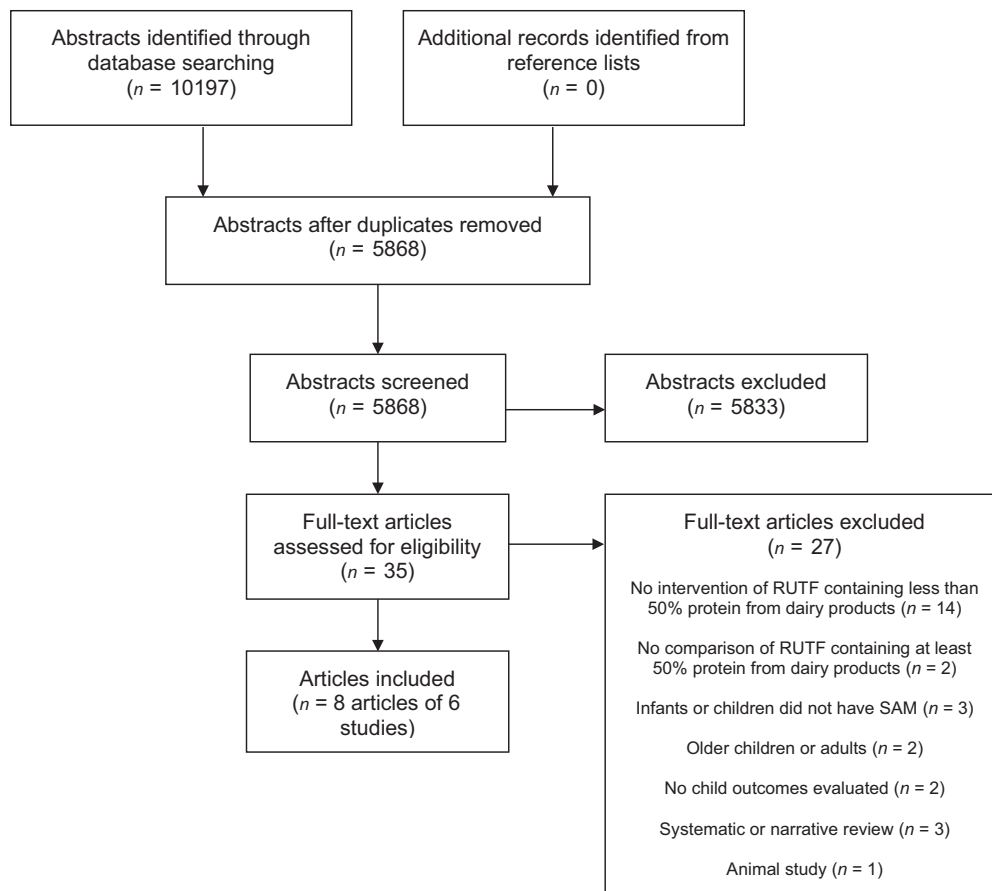 Abstracts identified through
database searching
(n = 10197)
Additional records identified from
reference lists
(n = 0)
Abstracts after duplicates removed
(n = 5868)
Abstracts screened
(n = 5868)
Abstracts excluded
(n = 5833)
Full-text articles
assessed for eligibility
(n = 35)
Full-text articles excluded
(n = 27)
No intervention of RUTF containing less than
50% protein from dairy products (n = 14)
No comparison of RUTF containing at least
50% protein from dairy products (n = 2)
Infants or children did not have SAM (n = 3)
Older children or adults (n = 2)
No child outcomes evaluated (n = 2)
Systematic or narrative review (n = 3)
Animal study (n = 1)
Articles included
(n = 8 articles of 6
studies)